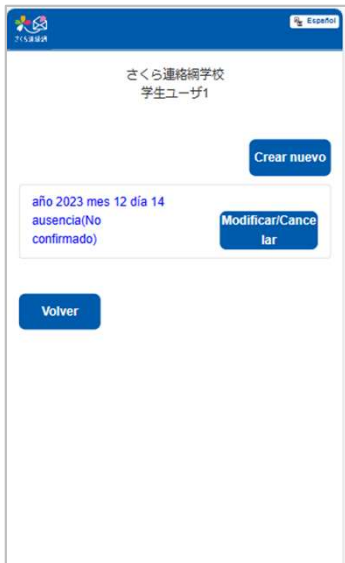 さくら連絡網
Español
さくら連絡網学校
学生ユーザ1
Crear nuevo
año 2023 mes 12 día 14
ausencia(No
confirmado)
Modificar/Cance
lar
Volver